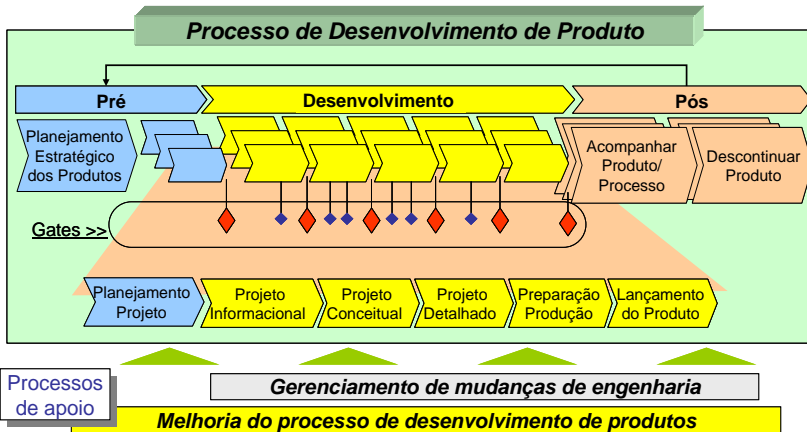 Processo de Desenvolvimento de Produto
Pré
Desenvolvimento
Pós
Planejamento
Estratégico
dos Produtos
Acompanhar
Produto/
Processo
Descontinuar
Produto
Gates >>
Planejamento
Projeto
Projeto
Informacional
Projeto
Conceitual
Projeto
Detalhado
Preparação
Produção
Lançamento
do Produto
Processos
de apoio
Gerenciamento de mudanças de engenharia
Melhoria do processo de desenvolvimento de produtos